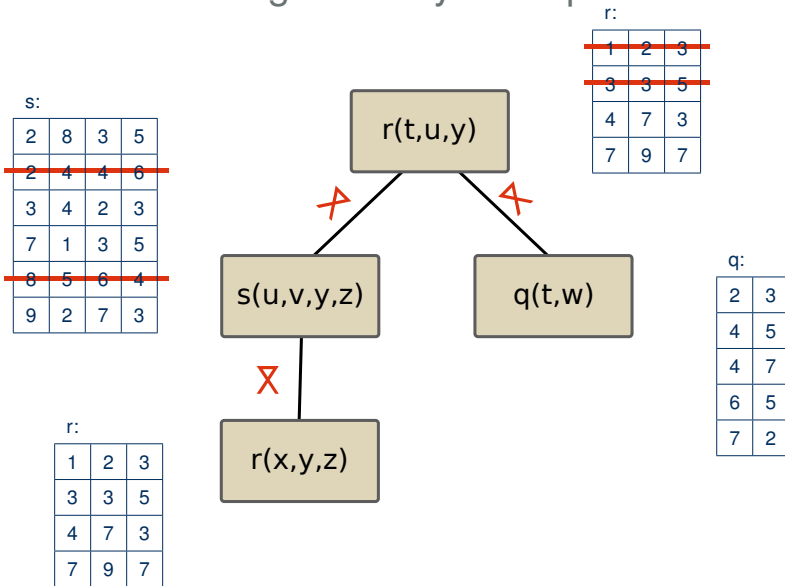 r:
1 2 3
3 3 5
4 7 3
7 9 7
s:
2 8 3 5
2 4 4 6
3 4 2 3
7 1 3 5
8 5 6 4
9 2 7 3
r(t,u,y)
s(u,v,y,z)
q(t,w)
q:
2 3
4 5
4 7
6 5
7 2
r(x,y,z)
r:
1 2 3
3 3 5
4 7 3
7 9 7